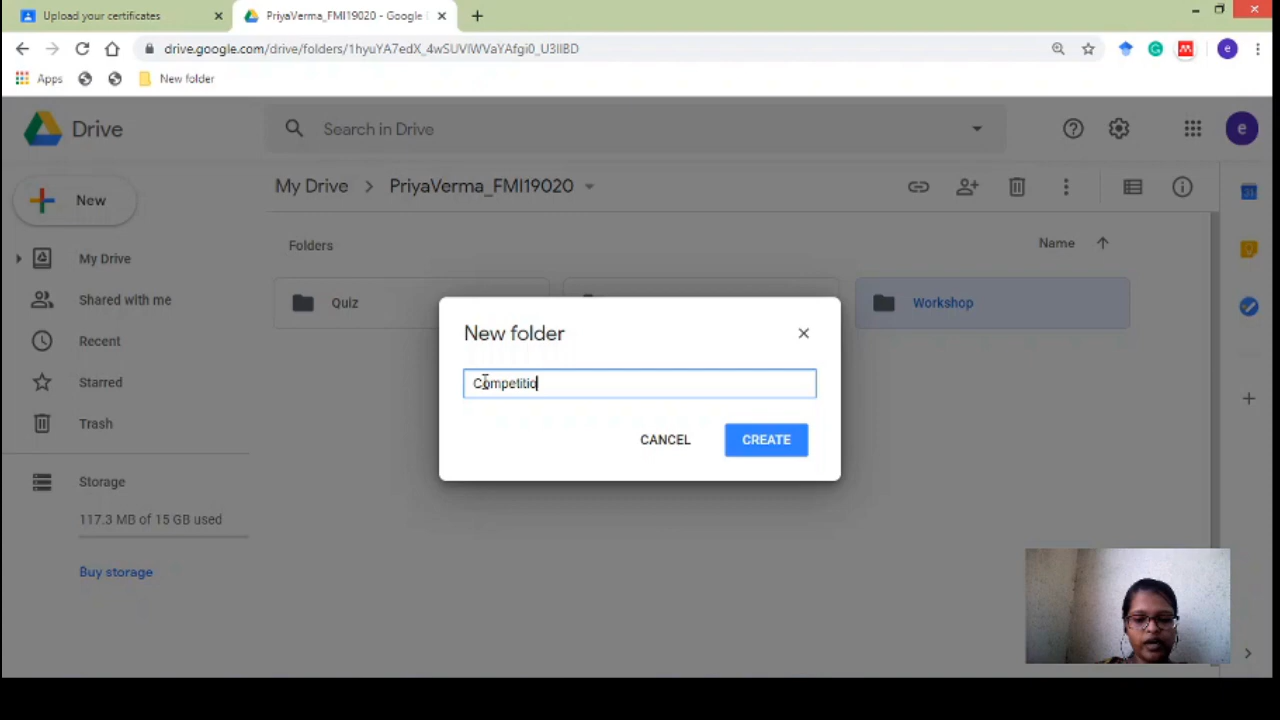 Upload your certificates
PriyaVerma_FMI19020 - Google
drive.google.com/drive/folders/1hyuYA7edX_4wSUVIWVaYAfgi0_U3IIBD
e
Apps
New folder
Drive
Search in Drive
e
New
My Drive
PriyaVerma_FMI19020
31
Folders
Name
My Drive
Shared with me
Recent
Starred
Trash
Quiz
Workshop
New folder
Competitio
CANCEL
CREATE
Storage
117.3 MB of 15 GB used
Buy storage